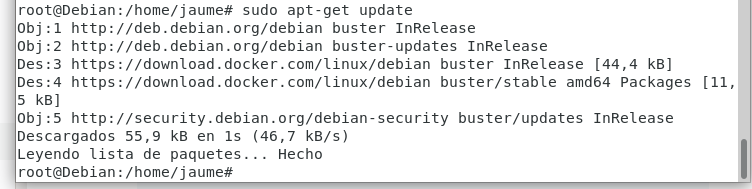 root@Debian:/home/jaume# sudo apt-get update
Obj:1 http://deb.debian.org/debian buster InRelease
Obj:2 http://deb.debian.org/debian buster-updates InRelease
Des:3 https://download.docker.com/linux/debian buster InRelease [44,4 kB]
Des:4 https://download.docker.com/linux/debian buster/stable amd64 Packages [11,
5 kB]
Obj:5 http://security.debian.org/debian-security buster/updates InRelease
Descargados 55,9 kB en 1s (46,7 kB/s)
Leyendo lista de paquetes... Hecho
root@Debian:/home/jaume#